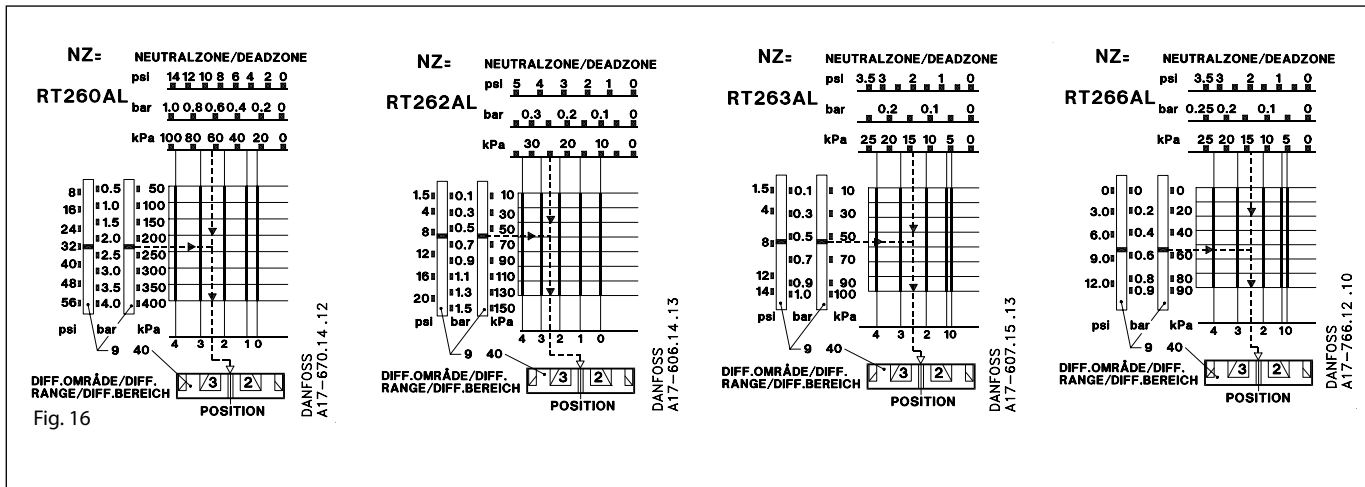 NZ= NEUTRALZONE/DEADZONE
psi 14 12 10 8 6 4 2 0
RT260AL
bar 1.0 0.8 0.6 0.4 0.2 0
kPa 100 80 60 40 20 0
8 0.5 50
16 1.0 100
1.5 150
24 2.0 200
32 2.5 250
40 3.0 300
48 3.5 350
56 4.0 400
psi bar kPa
4 3 2 1 0
9 40
DIFF.OMRÅDE/DIFF.
RANGE/DIFF.BEREICH
3 2
POSITION
DANFOSS
A17-670.14.12
Fig. 16
NZ= NEUTRALZONE/DEADZONE
psi 5 4 3 2 1 0
RT262AL
bar 0.3 0.2 0.1 0
kPa 30 20 10 0
1.5 0.1 10
4 0.3 30
8 0.5 50
0.7 70
12 0.9 90
16 1.1 110
20 1.3 130
1.5 150
psi bar kPa
4 3 2 1 0
9 40
DIFF.OMRÅDE/DIFF.
RANGE/DIFF.BEREICH
3 2
POSITION
DANFOSS
A17-606.14.13
NZ= NEUTRALZONE/DEADZONE
psi 3.5 3 2 1 0
RT263AL
bar 0.2 0.1 0
kPa 25 20 15 10 5 0
1.5 0.1 10
4 0.3 30
8 0.5 50
0.7 70
12 0.9 90
14 1.0 100
psi bar kPa
4 3 2 1 0
9 40
DIFF.OMRÅDE/DIFF.
RANGE/DIFF.BEREICH
3 2
POSITION
DANFOSS
A17-607.15.13
NZ= NEUTRALZONE/DEADZONE
psi 3.5 3 2 1 0
RT266AL
bar 0.25 0.2 0.1 0
kPa 25 20 15 10 5 0
0 0 0
3.0 0.2 20
6.0 0.4 40
9.0 0.6 60
12.0 0.8 80
0.9 90
psi bar kPa
4 3 2 1 0
9 40
DIFF.OMRÅDE/DIFF.
RANGE/DIFF.BEREICH
3 2
POSITION
DANFOSS
A17-766.12.10